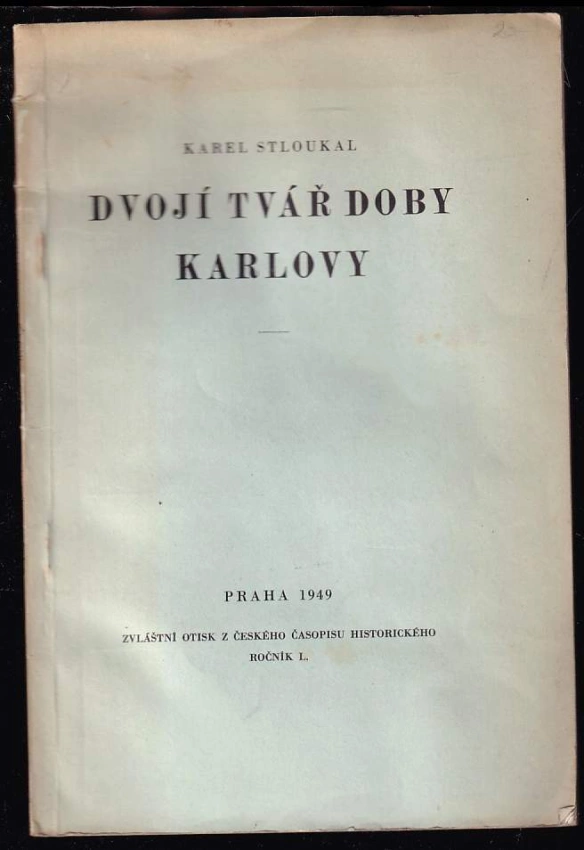 KAREL STLOUKAL
DVOJÍ TVÁŘ DOBY
KARLOVY
PRAHA 1949
ZVLÁŠTNÍ OTISK Z ČESKÉHO ČASOPISU HISTORICKÉHO
ROČNÍK L.